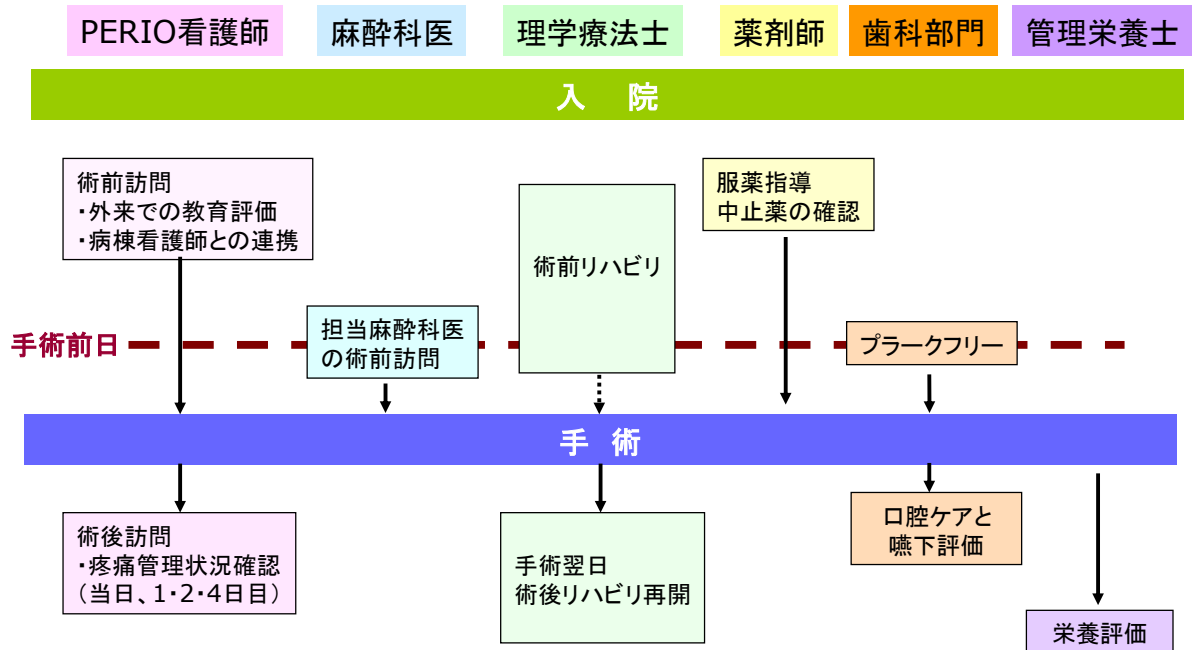 PERIO看護師
麻酔科医
理学療法士
薬剤師
歯科部門
管理栄養士
入 院
術前訪問
・外来での教育評価
・病棟看護師との連携
術前リハビリ
服薬指導
中止薬の確認
手術前日
担当麻酔科医
の術前訪問
プラークフリー
手 術
術後訪問
・疼痛管理状況確認
(当日、1・2・4日目)
手術翌日
術後リハビリ再開
口腔ケアと
嚥下評価
栄養評価